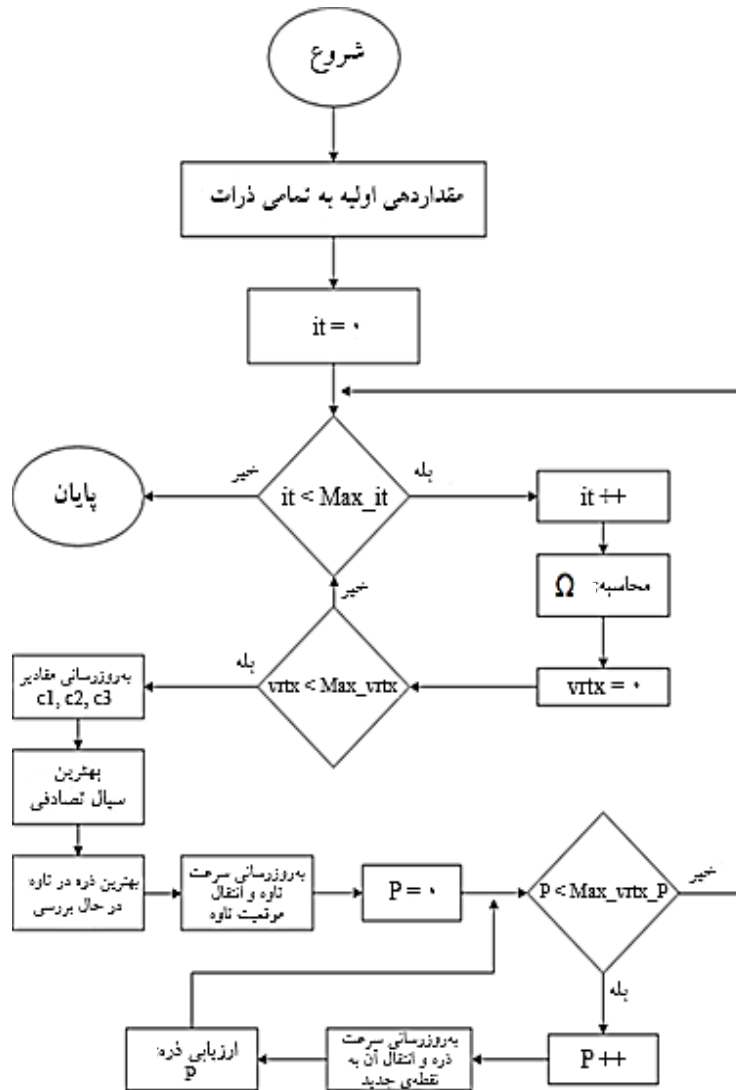 شروع
مقداردهی اولیه به تمامی ذرات
it = ۰
خیر
it < Max_it
بله
پایان
it ++
محاسبه‌ی Ω
خیر
vrtx = ۰
vrtx < Max_vrtx
بله
به‌روزرسانی مقادیر
c1, c2, c3
بهترین
سیال تصادفی
بهترین ذره در تاوه
در حال بررسی
به‌روزرسانی سرعت
تاوه و انتقال
موقعیت تاوه
P = ۰
P < Max_vrtx_P
خیر
بله
P ++
به‌روزرسانی سرعت
ذره و انتقال آن به
نقطه‌ی جدید
ارزیابی ذره
P